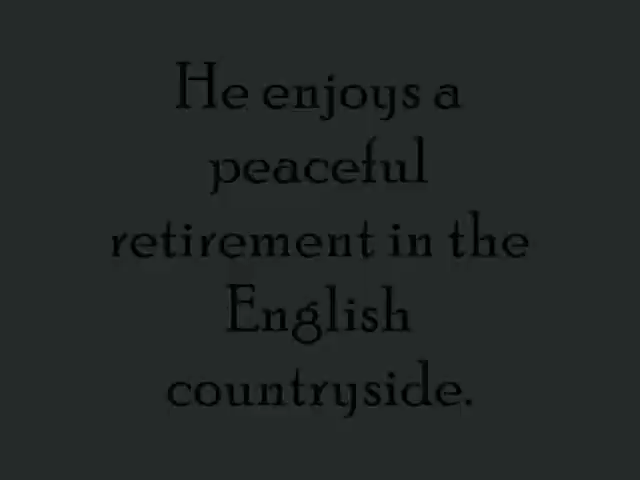 He enjoys a
peaceful
retirement in the
English
countryside.